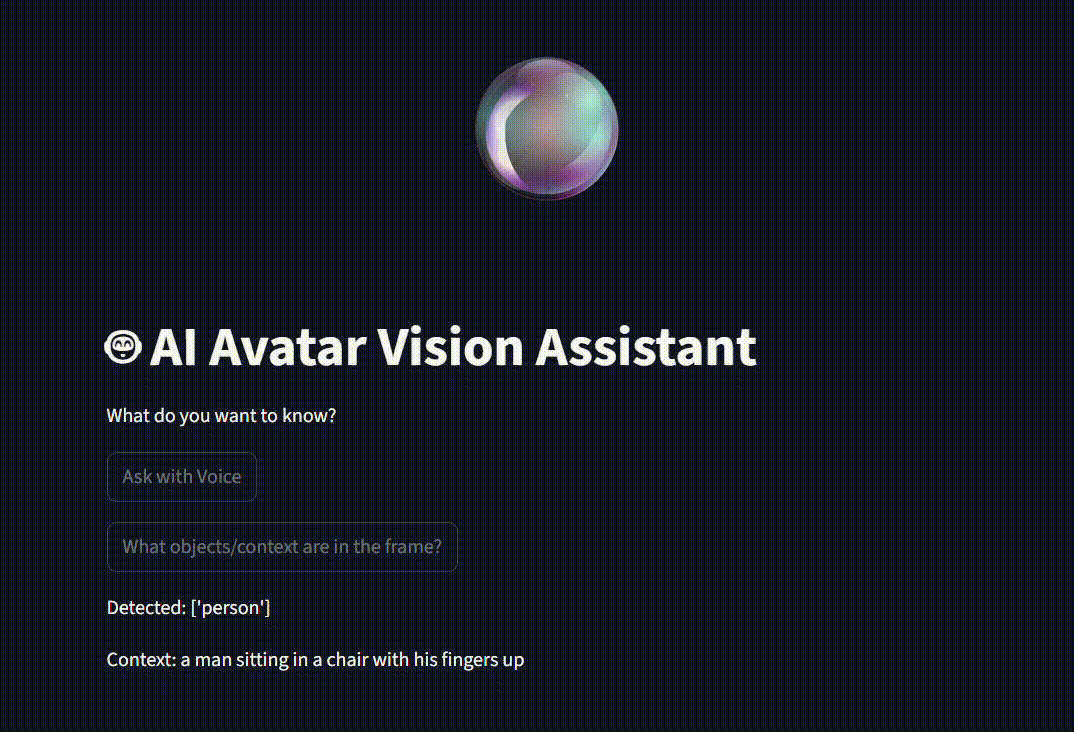 AI Avatar Vision Assistant
What do you want to know?
Ask with Voice
What objects/context are in the frame?
Detected: ['person']
Context: a man sitting in a chair with his fingers up